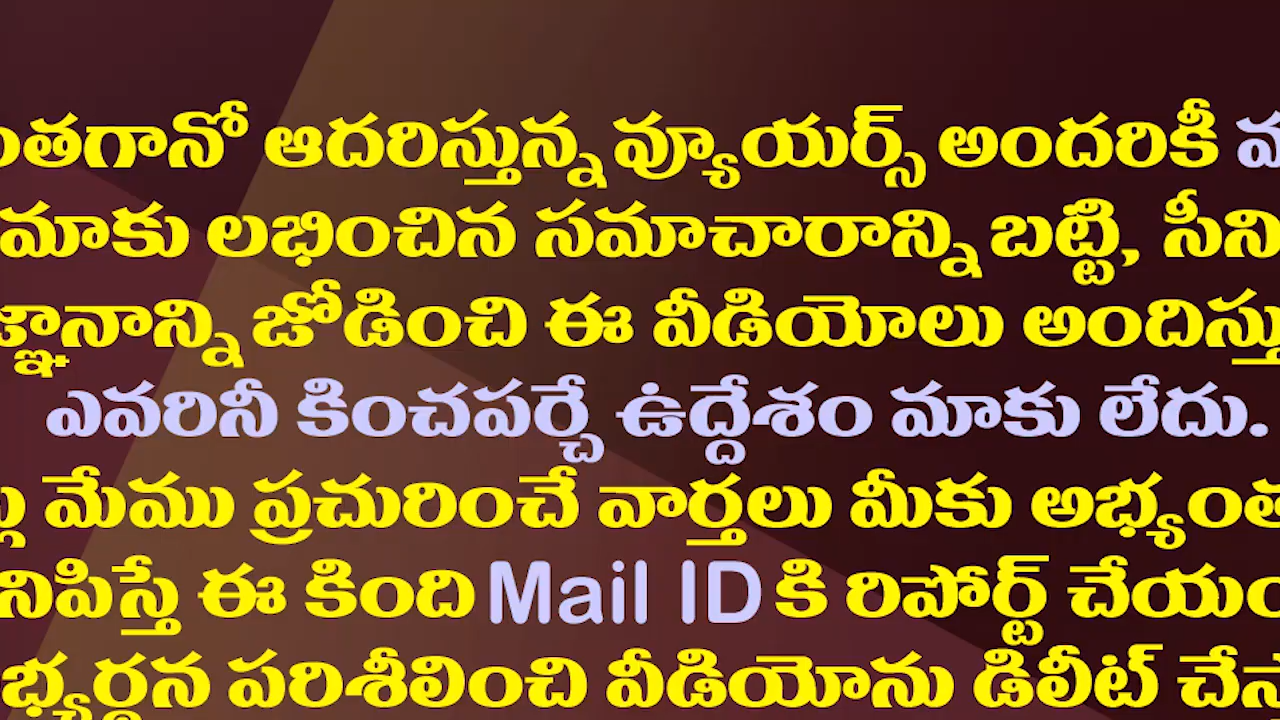 ఆదరిస్తున్న వ్యూయర్స్ అందరికీ
మాకు లభించిన సమాచారాన్ని బట్టి,
జోడించి ఈ వీడియోలు
ఎవరినీ కించపర్చే ఉద్దేశం మాకు లేదు.
మేము ప్రచురించే వార్తలు మీకు
ఈ కింది Mail ID కి రిపోర్ట్
పరిశీలించి వీడియోను డిలీట్